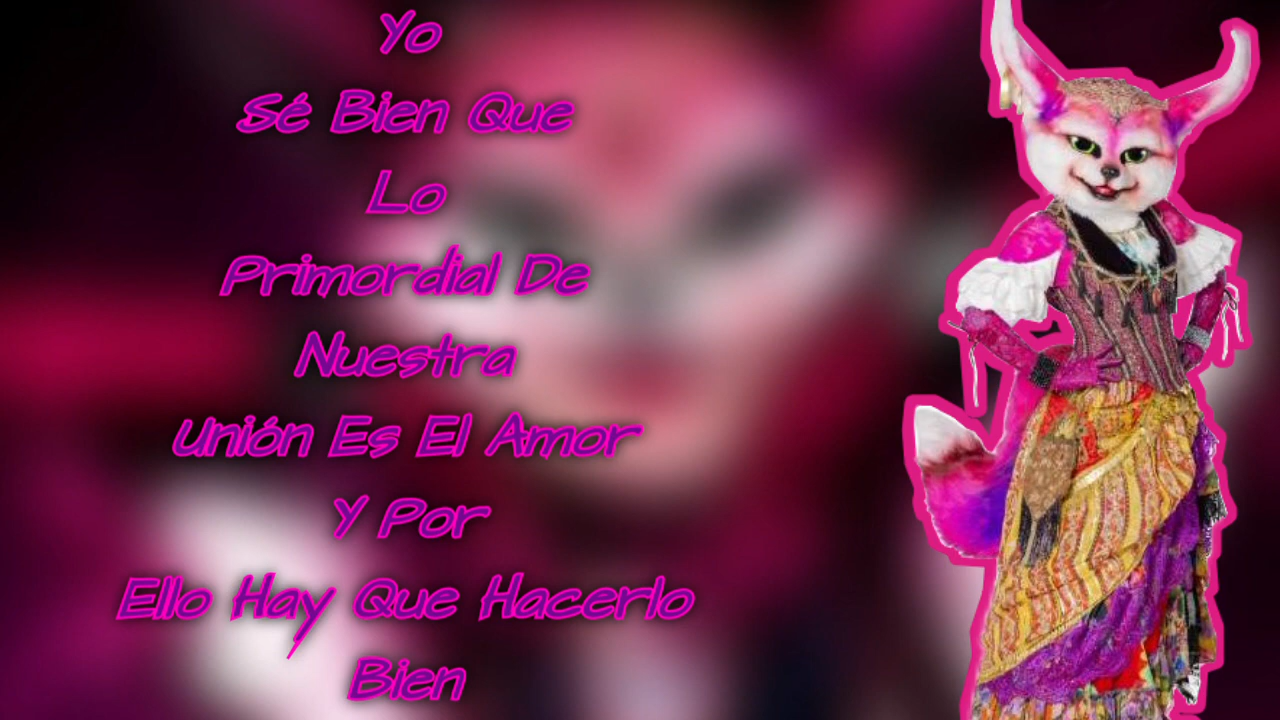 Yo
Sé Bien Que
Lo
Primordial De
Nuestra
Unión Es El Amor
Y Por
Ello Hay Que Hacerlo
Bien